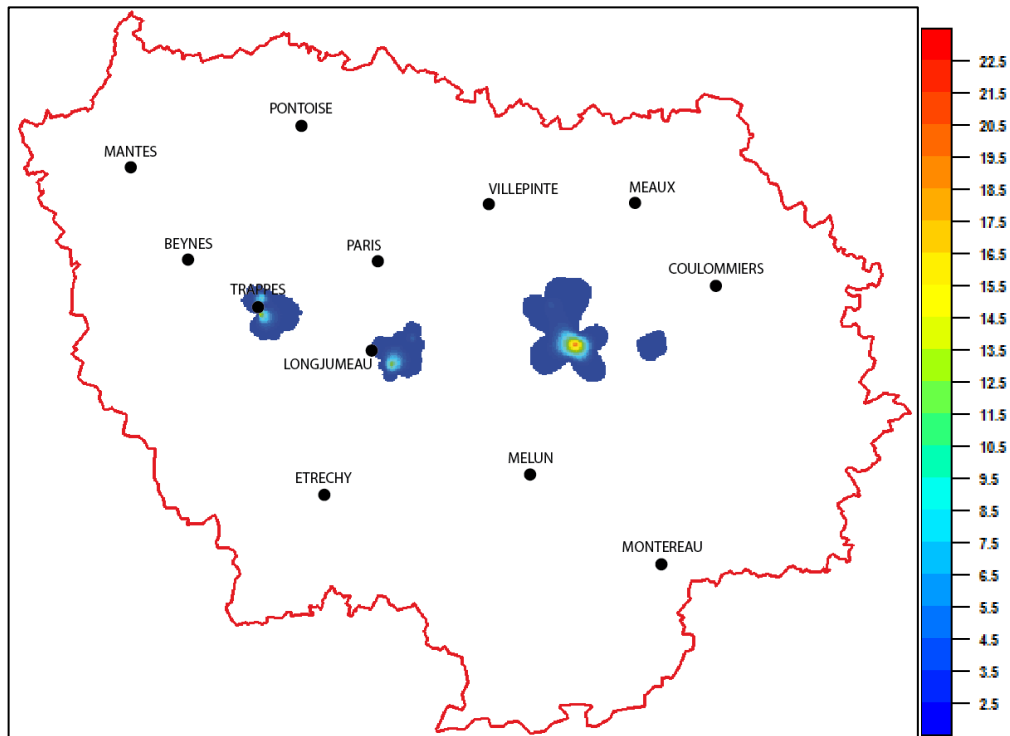 PONTOISE
MANTES
VILLEPINTE
MEAUX
BEYNES
PARIS
COULOMMIERS
TRAPPES
LONGJUMEAU
MELUN
ETRECHY
MONTEREAU
22.5
21.5
20.5
19.5
18.5
17.5
16.5
15.5
14.5
13.5
12.5
11.5
10.5
9.5
8.5
7.5
6.5
5.5
4.5
3.5
2.5